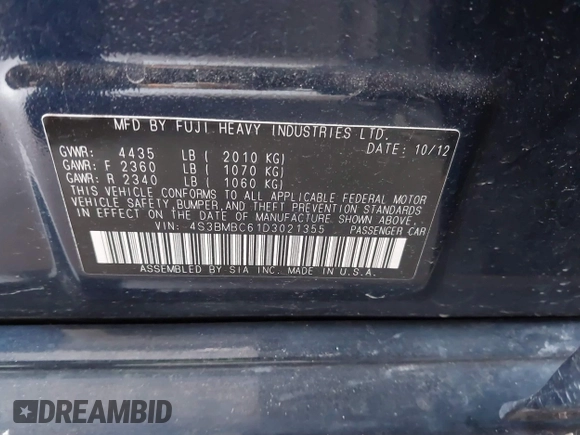 MFD BY FUJI HEAVY INDUSTRIES LTD.
DATE: 10/12
GVWR: 4435 LB ( 2010 KG)
GAWR: F 2360 LB ( 1070 KG)
GAWR: R 2340 LB ( 1060 KG)
THIS VEHICLE CONFORMS TO ALL APPLICABLE FEDERAL MOTOR
VEHICLE SAFETY, BUMPER, AND THEFT PREVENTION STANDARDS
IN EFFECT ON THE DATE OF MANUFACTURE SHOWN ABOVE.
VIN: 4S3BMBC61D3021355 PASSENGER CAR
ASSEMBLED BY SIA INC. MADE IN U.S.A.
DREAMBID